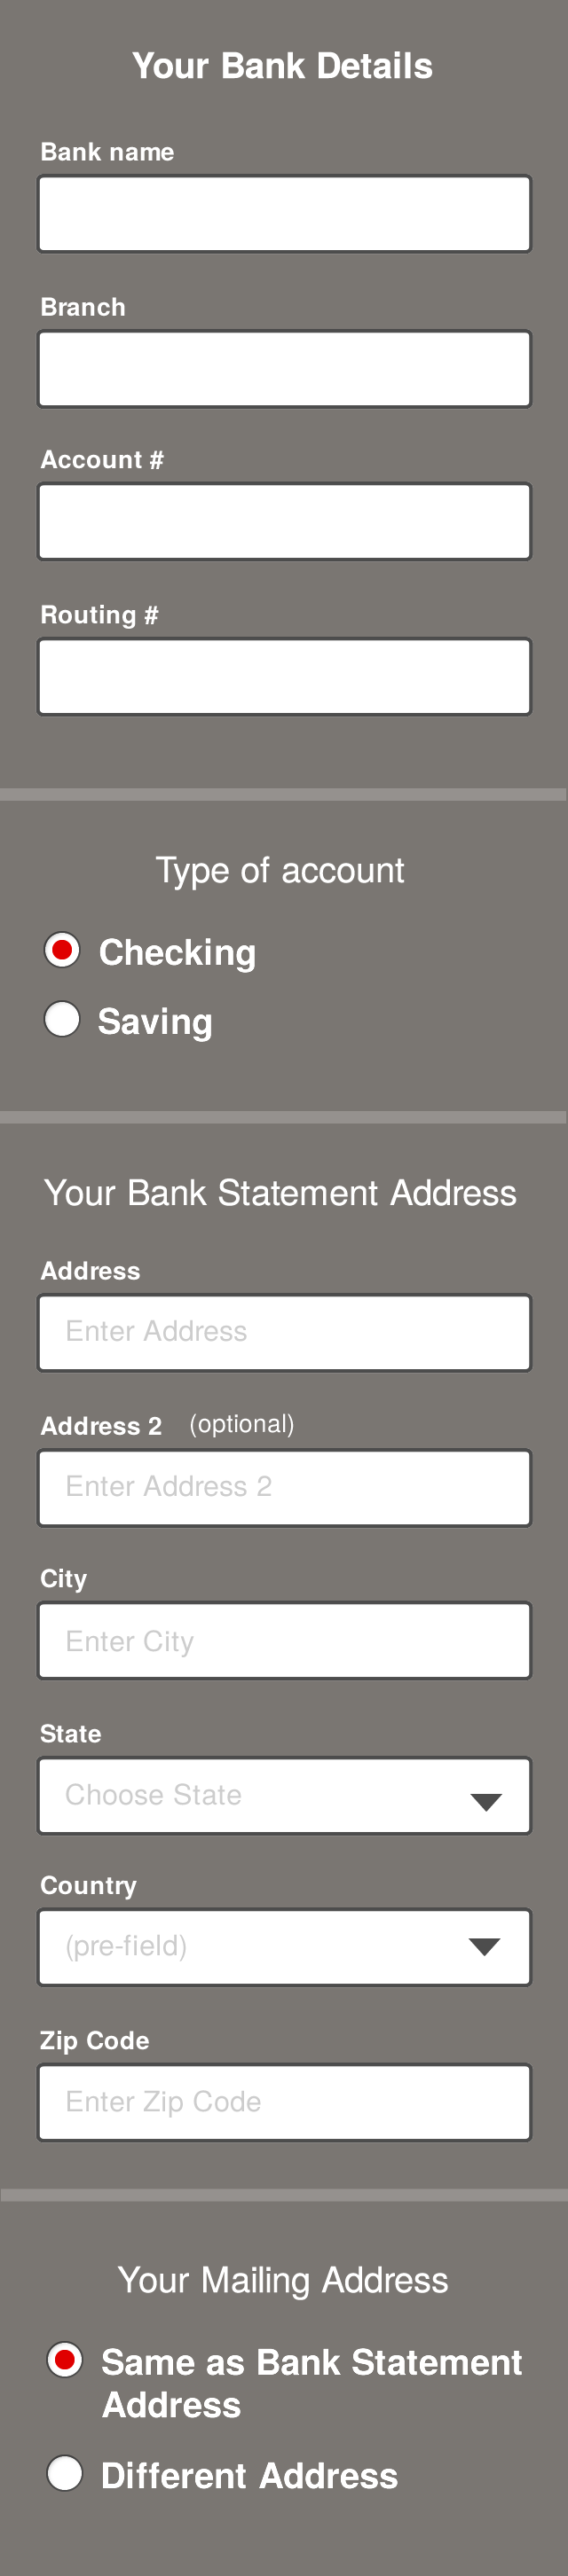 Your Bank Details
Bank name
Branch
Account #
Routing #
Type of account
Checking
Saving
Your Bank Statement Address
Address
Enter Address
Address 2 (optional)
Enter Address 2
City
Enter City
State
Choose State
Country
(pre-field)
Zip Code
Enter Zip Code
Your Mailing Address
Same as Bank Statement
Address
Different Address